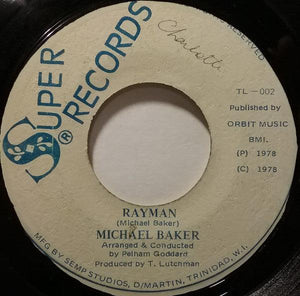 SUPER RECORDS
®
Charlotte
RESERVED
TL-002
Published by
ORBIT MUSIC
BMI.
(P) 1978
(C) 1978
RAYMAN
(Michael Baker)
MICHAEL BAKER
Arranged & Conducted
by Pelham Goddard
Produced by T. Lutchman
MFG BY SEMP STUDIOS, D/MARTIN, TRINIDAD, W.I.